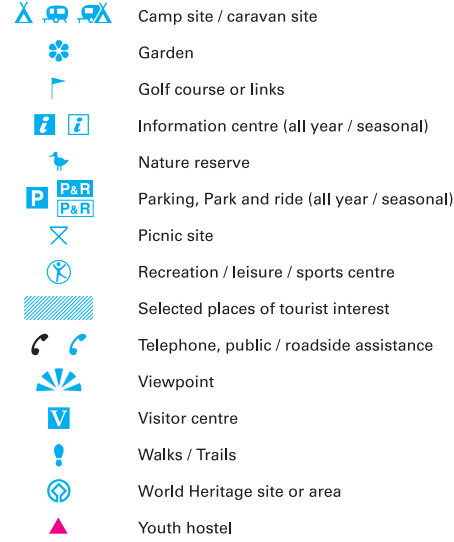 Camp site / caravan site
Garden
Golf course or links
i i Information centre (all year / seasonal)
Nature reserve
P P&R P&R Parking, Park and ride (all year / seasonal)
Picnic site
Recreation / leisure / sports centre
Selected places of tourist interest
Telephone, public / roadside assistance
Viewpoint
V Visitor centre
Walks / Trails
World Heritage site or area
Youth hostel